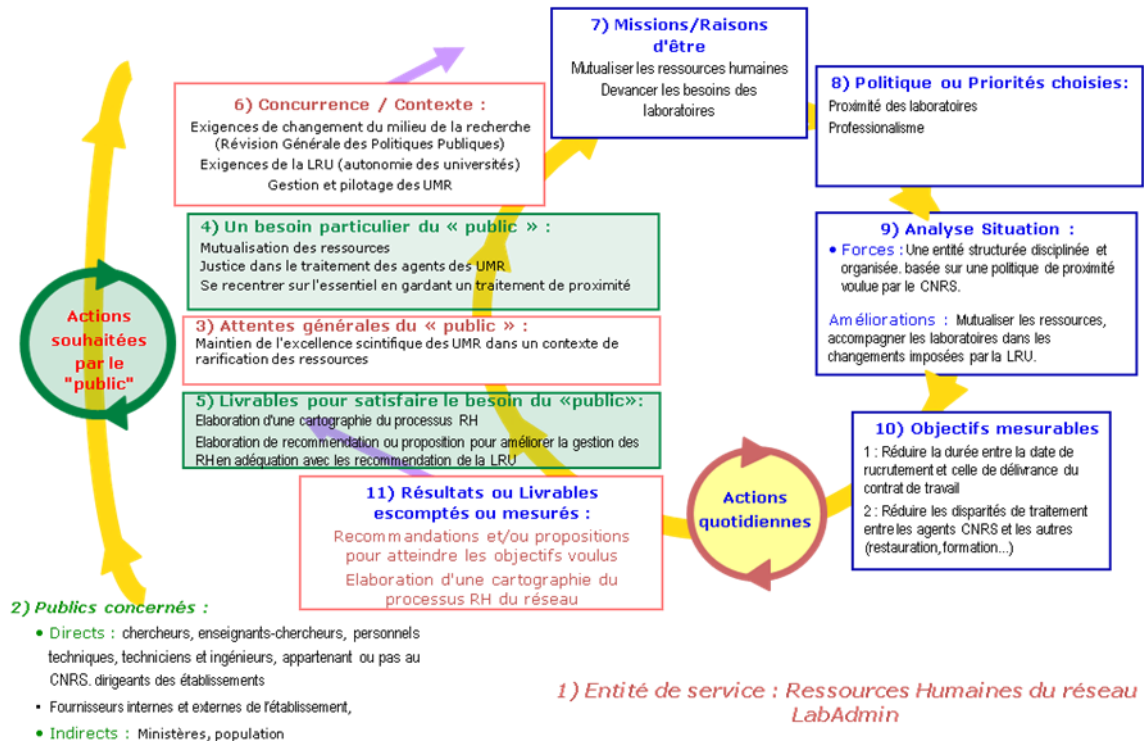 7) Missions/Raisons
d'être
Mutualiser les ressources humaines
Devancer les besoins des
laboratoires
8) Politique ou Priorités choisies:
Proximité des laboratoires
Professionalisme
6) Concurrence / Contexte :
Exigences de changement du milieu de la recherche
(Révision Générale des Politiques Publiques)
Exigences de la LRU (autonomie des universités)
Gestion et pilotage des UMR
4) Un besoin particulier du « public » :
Mutualisation des ressources
Justice dans le traitement des agents des UMR
Se recentrer sur l'essentiel en gardant un traitement de proximité
9) Analyse Situation :
• Forces : Une entité structurée disciplinée et
organisée. basée sur une politique de proximité
voulue par le CNRS.
Améliorations : Mutualiser les ressources,
accompagner les laboratoires dans les
changements imposées par la LRU.
Actions
souhaitées
par le
"public"
3) Attentes générales du « public » :
Maintien de l'excellence scintifique des UMR dans un contexte de
rarification des ressources
5) Livrables pour satisfaire le besoin du «public»:
Elaboration d'une cartographie du processus RH
Elaboration de recommendation ou proposition pour améliorer la gestion des
RH en adéquation avec les recommendation de la LRU
10) Objectifs mesurables
1 : Réduire la durée entre la date de
rucrutement et celle de délivrance du
contrat de travail
2 : Réduire les disparités de traitement
entre les agents CNRS et les autres
(restauration, formation...)
Actions
quotidiennes
11) Résultats ou Livrables
escomptés ou mesurés :
Recommandations et/ou propositions
pour atteindre les objectifs voulus
Elaboration d'une cartographie du
processus RH du réseau
2) Publics concernés :
• Directs : chercheurs, enseignants-chercheurs, personnels
techniques, techniciens et ingénieurs, appartenant ou pas au
CNRS. dirigeants des établissements
• Fournisseurs internes et externes de l'établissement,
• Indirects : Ministères, population
1) Entité de service : Ressources Humaines du réseau
LabAdmin